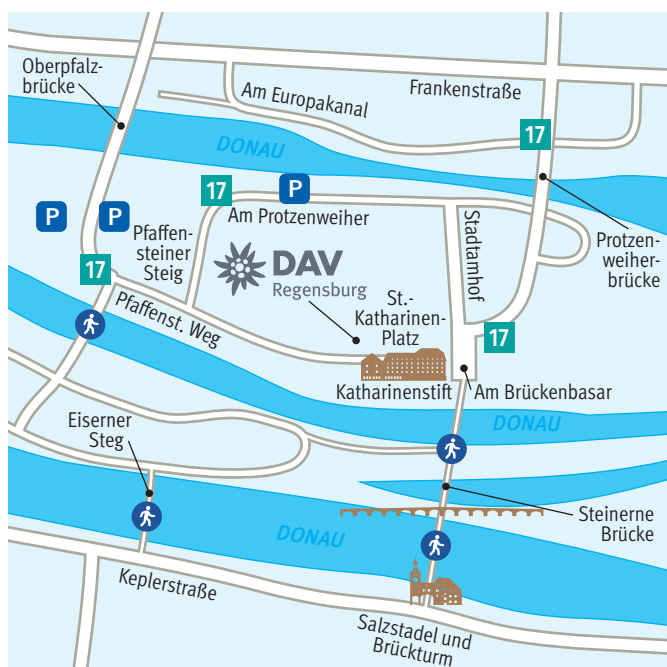 Oberpfalz-
brücke
Am Europakanal
Frankenstraße
DONAU
17
17
P
Am Protzenweiher
P
P
Pfaffen-
steiner
Steig
Stadtamhof
Protzen-
weiher-
brücke
DAV
Regensburg
17
Pfaffenst. Weg
St.-
Katharinen-
Platz
17
Katharinenstift
Am Brückenbasar
Eiserner
Steg
DONAU
Steinerne
Brücke
DONAU
Keplerstraße
Salzstadel und
Brückturm